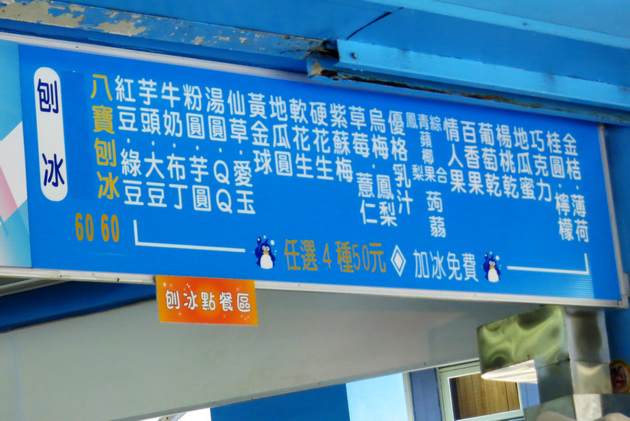 刨冰
八寶刨冰
60 60
紅豆 綠豆
芋頭 大豆
牛奶 布丁
粉圓 芋圓
湯圓 QQ
仙草 愛玉
黃金球
地瓜圓
軟花生
硬花生
紫蘇梅
草莓 薏仁
烏梅 鳳梨
優格乳汁
鳳梨
青蘋椰果
綜合 蒟蒻
情人果
百香果
葡萄乾
楊桃乾
地瓜蜜
巧克力
桂圓 檸檬
金桔 薄荷
任選4種50元◇加冰免費
刨冰點餐區